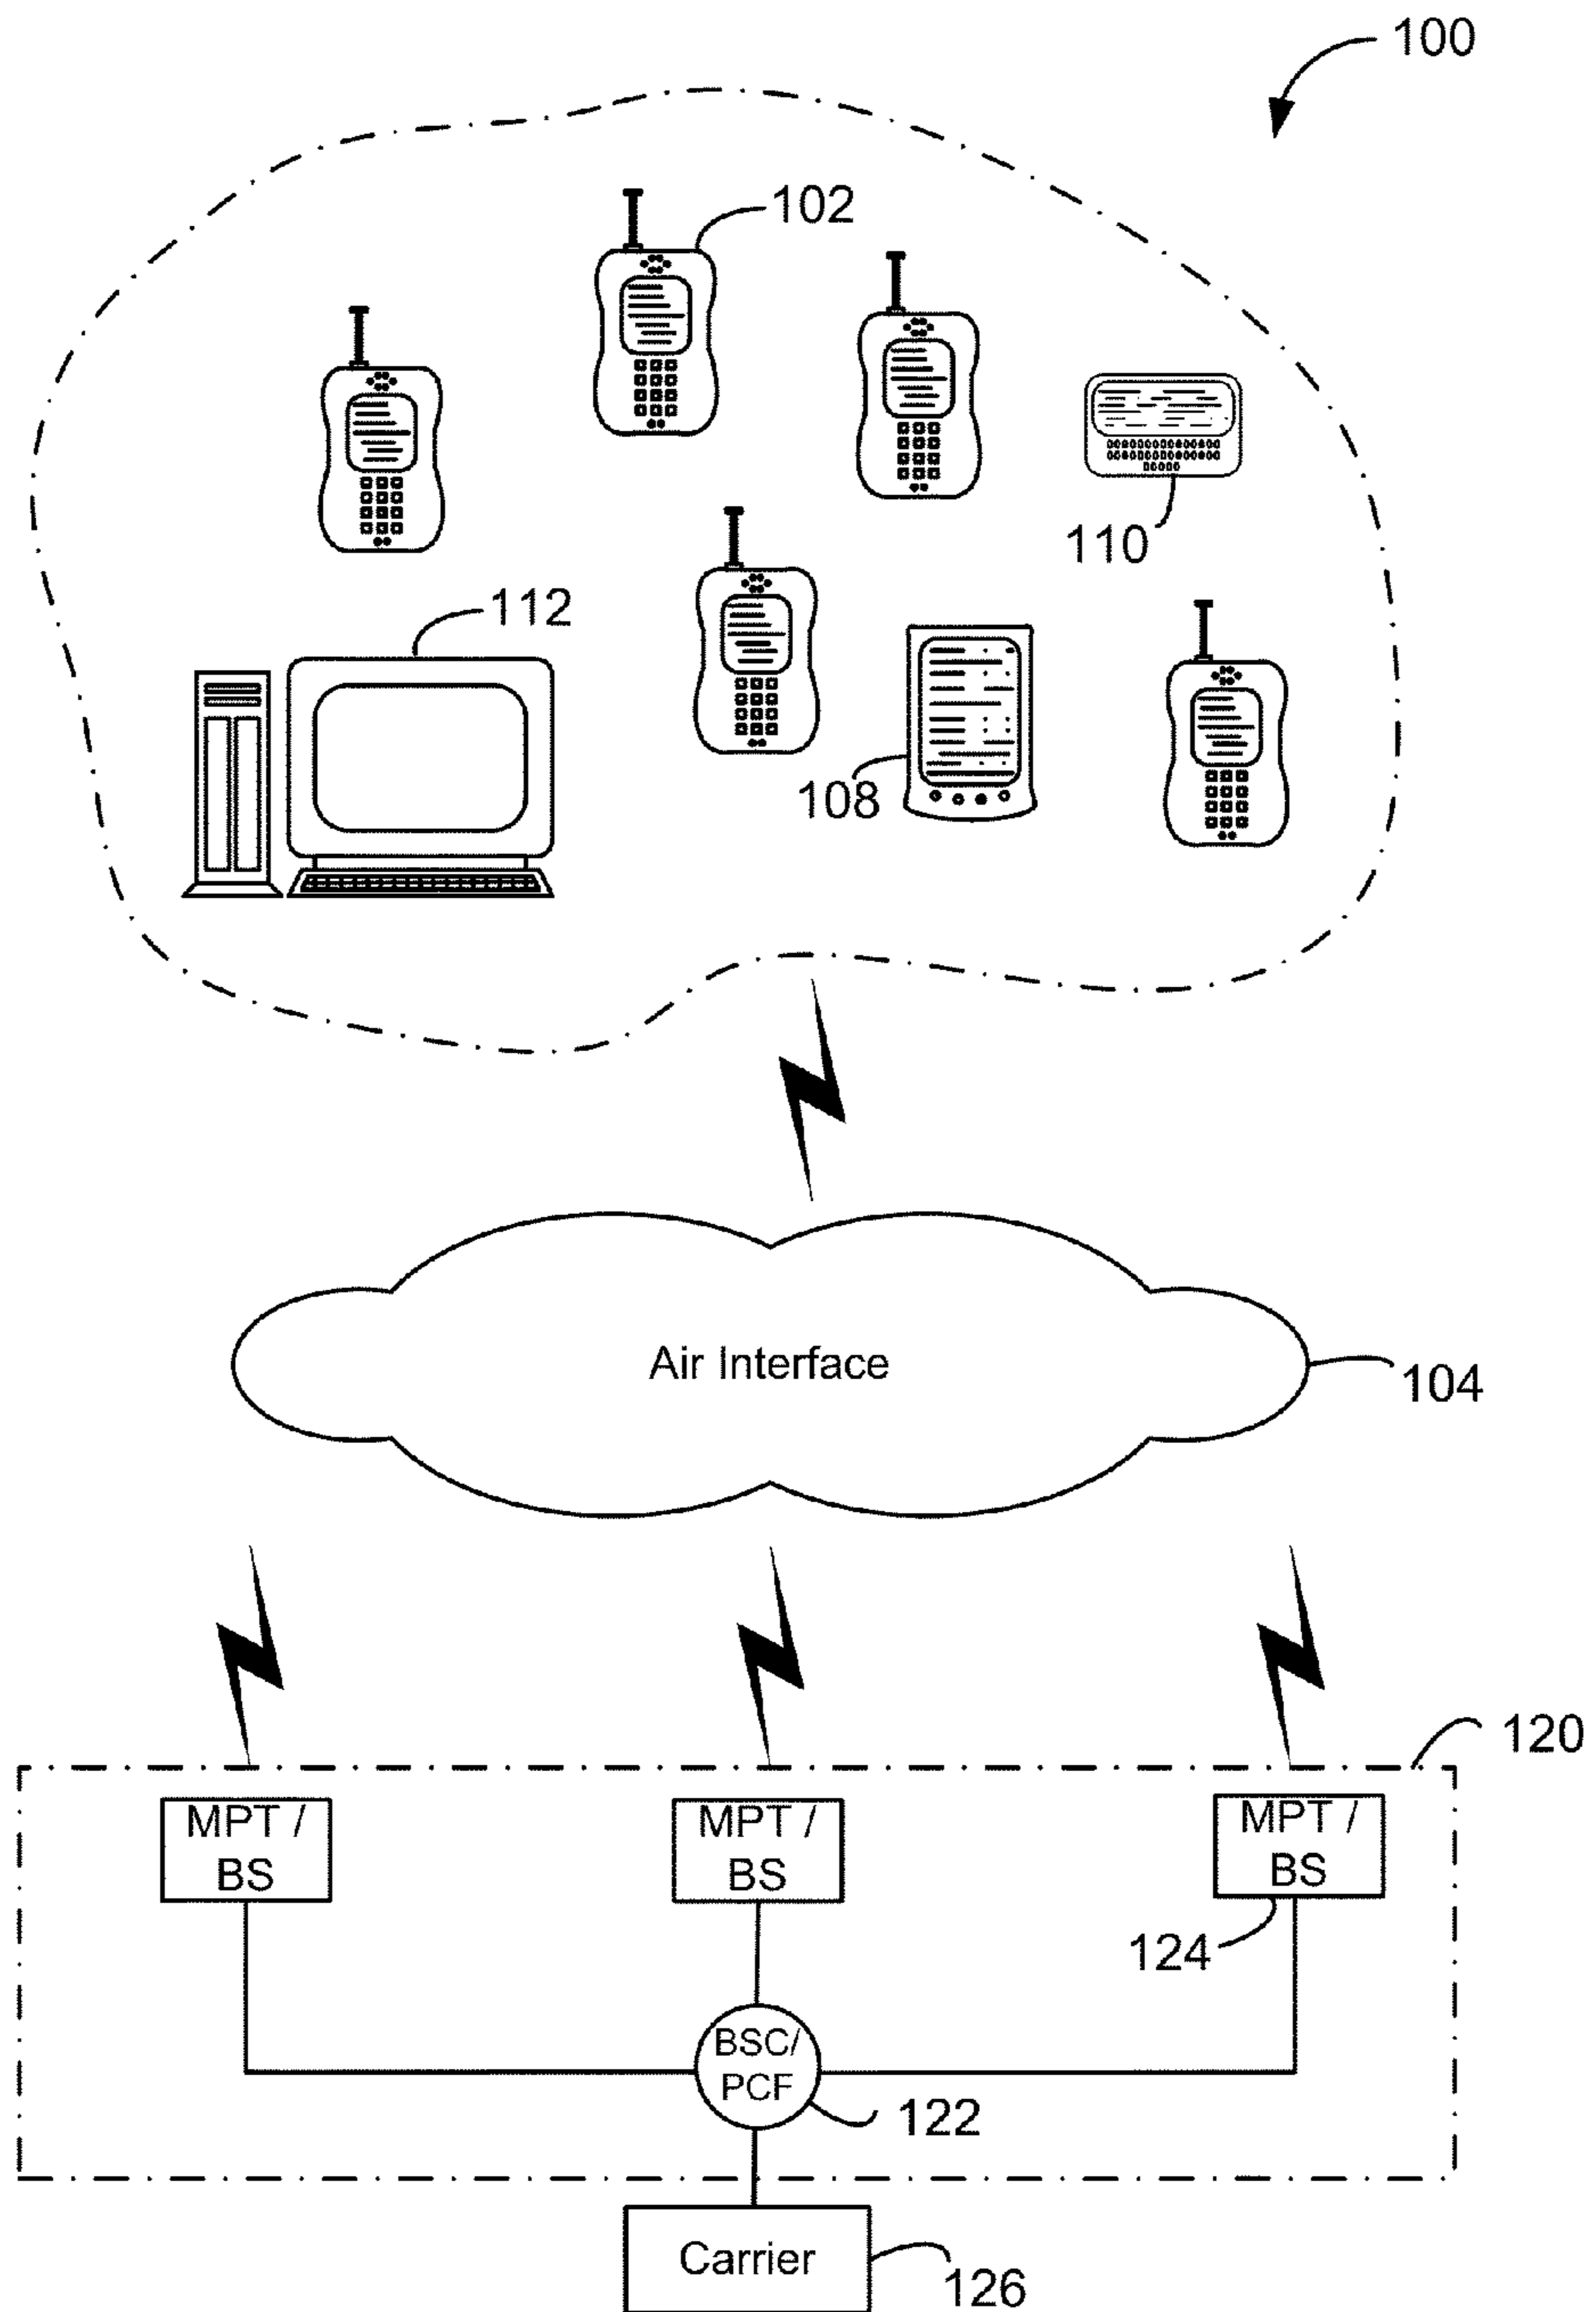 100
102
110
112
108
Air Interface
104
120
MPT /
BS
MPT /
BS
MPT /
BS
124
BSC/
PCF
122
Carrier
126